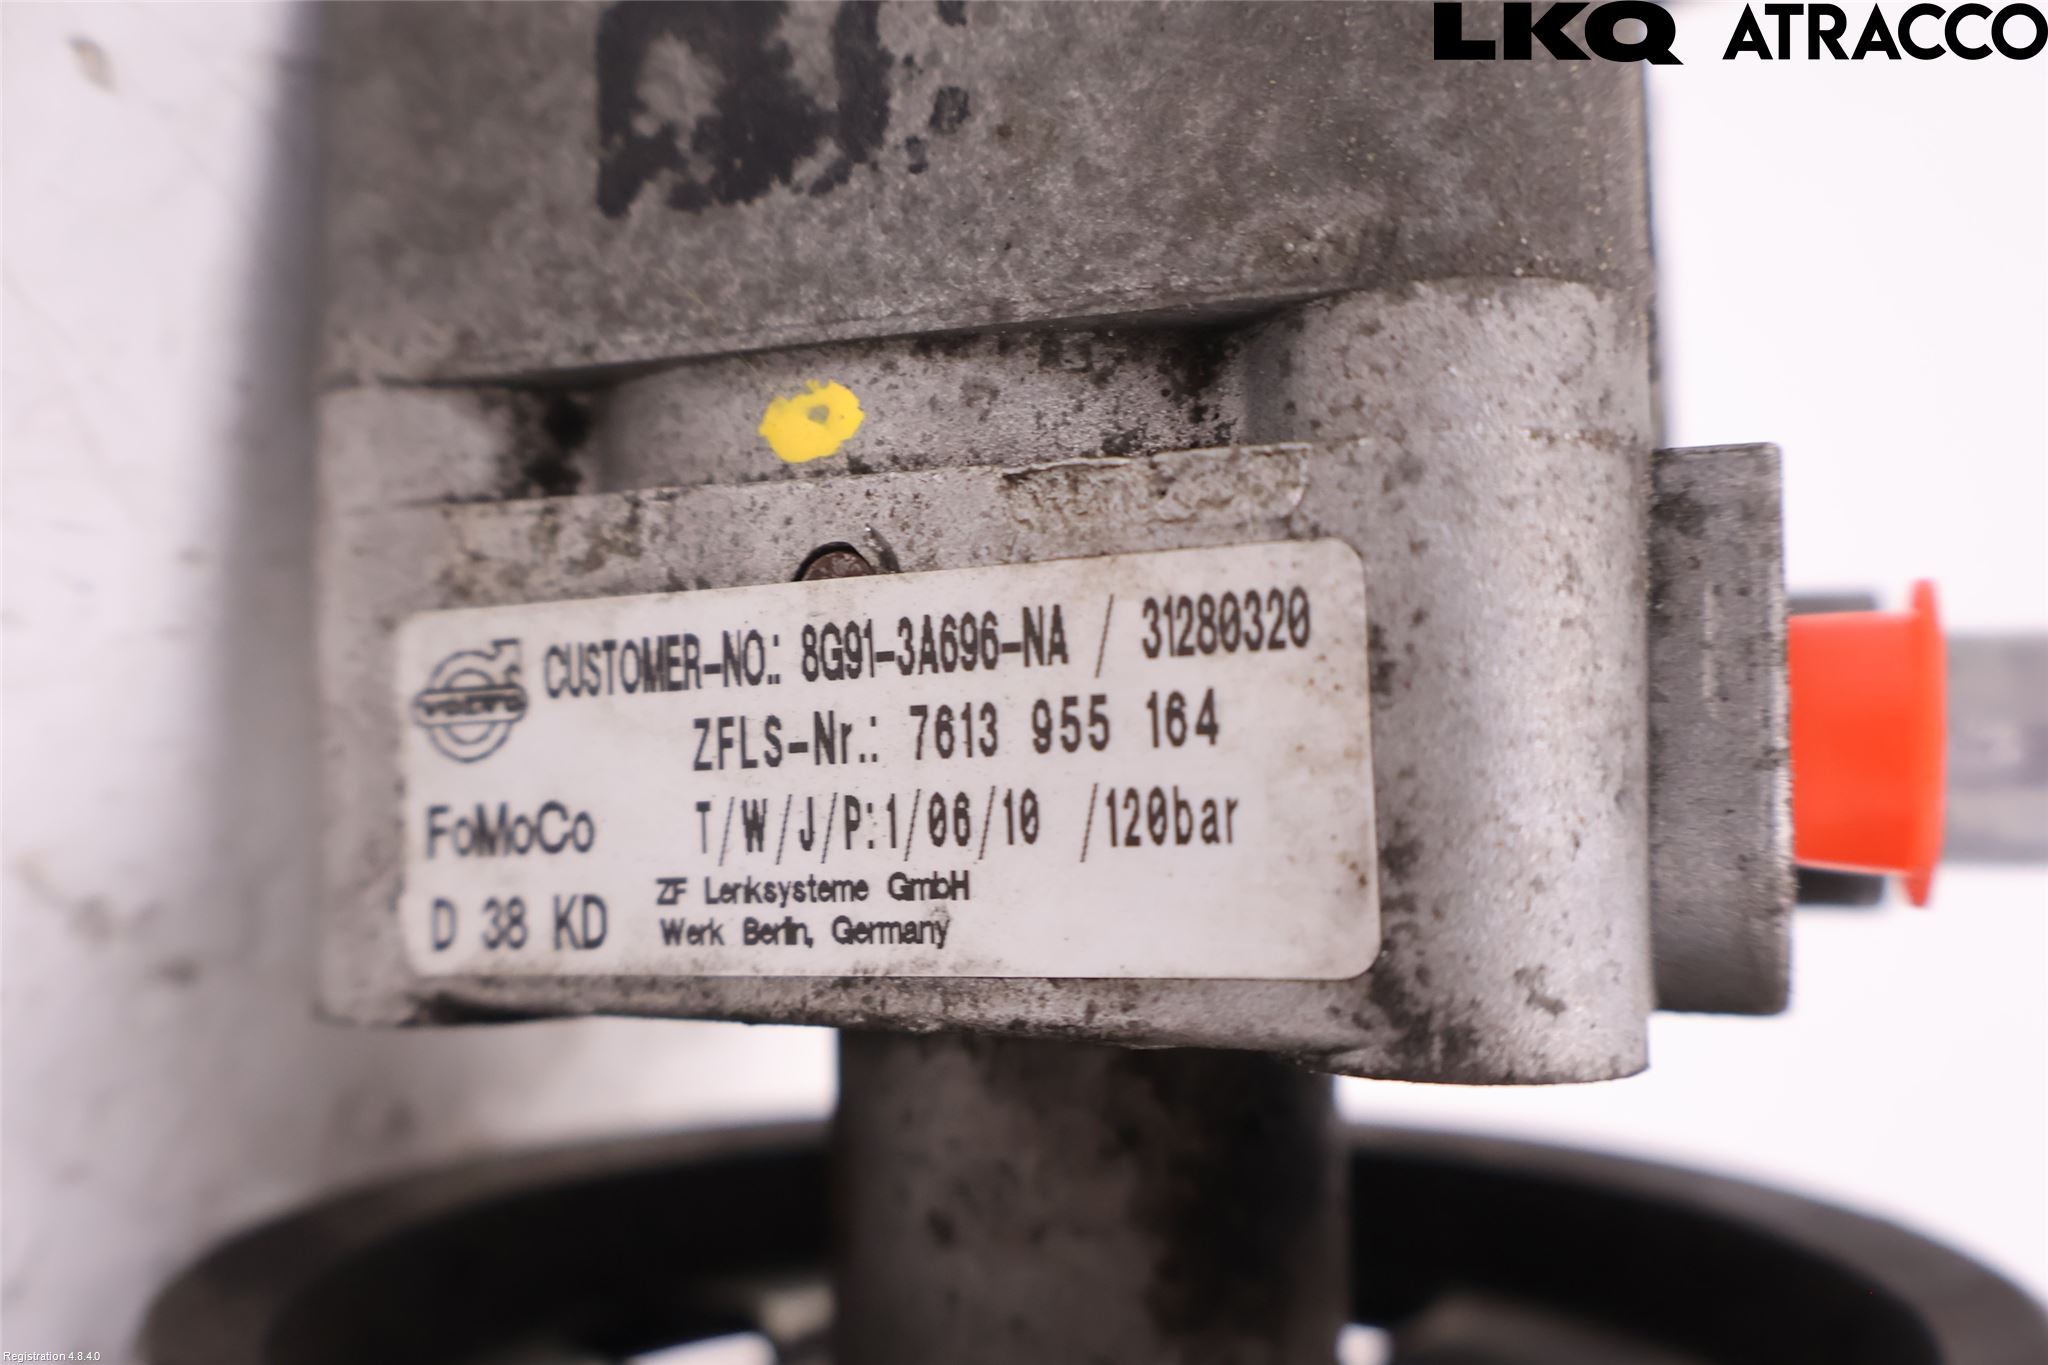 LKQ ATRACCO
CUSTOMER-NO.: 8G91-3A696-NA / 31280320
VOLVO
ZFLS-Nr.: 7613 955 164
FoMoCo
T/W/J/P:1/06/10 /120bar
D 38 KD
ZF Lenksysteme GmbH
Werk Berlin, Germany
Registration 4.8.4.0